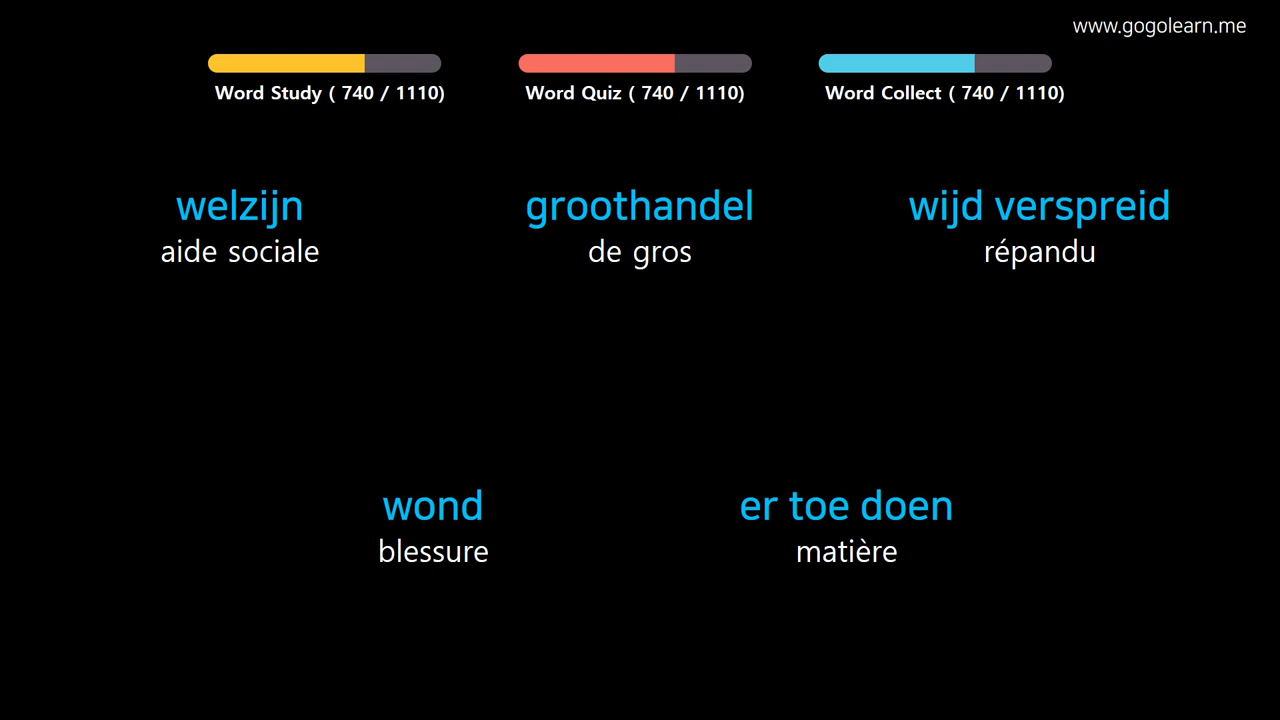 www.gogolearn.me
Word Study ( 740 / 1110)
Word Quiz ( 740 / 1110)
Word Collect ( 740 / 1110)
welzijn
aide sociale
groothandel
de gros
wijd verspreid
répandu
wond
blessure
er toe doen
matière